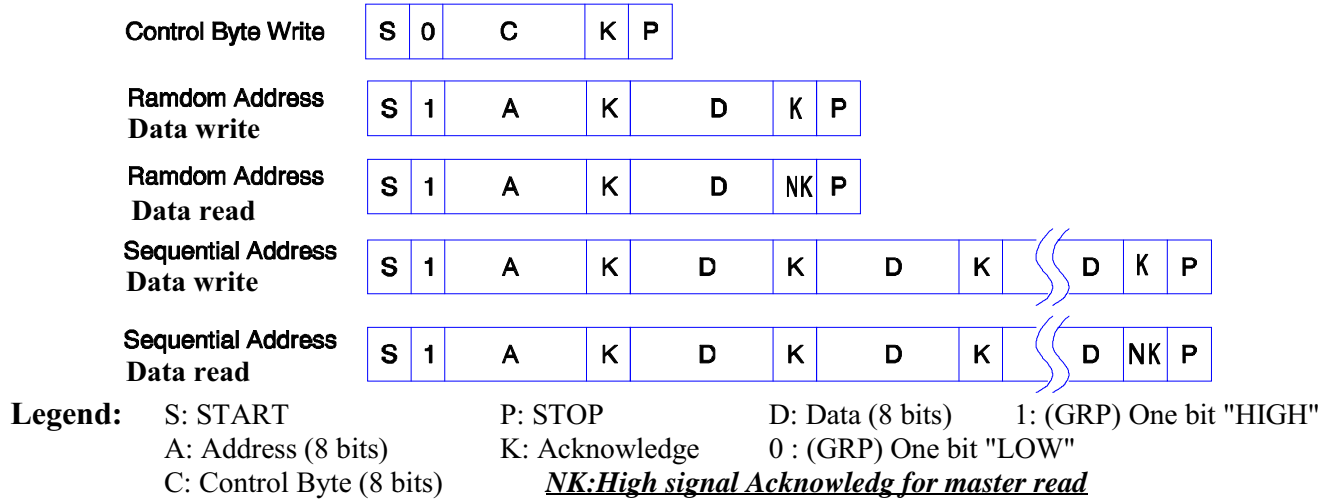 Control Byte Write S 0 C K P
Ramdom Address
Data write
S 1 A K D K P
Ramdom Address
Data read
S 1 A K D NK P
Sequential Address
Data write
S 1 A K D K D K D K P
Sequential Address
Data read
S 1 A K D K D K D NK P
Legend: S: START P: STOP D: Data (8 bits) 1: (GRP) One bit "HIGH"
A: Address (8 bits) K: Acknowledge 0 : (GRP) One bit "LOW"
C: Control Byte (8 bits) NK:High signal Acknowledg for master read